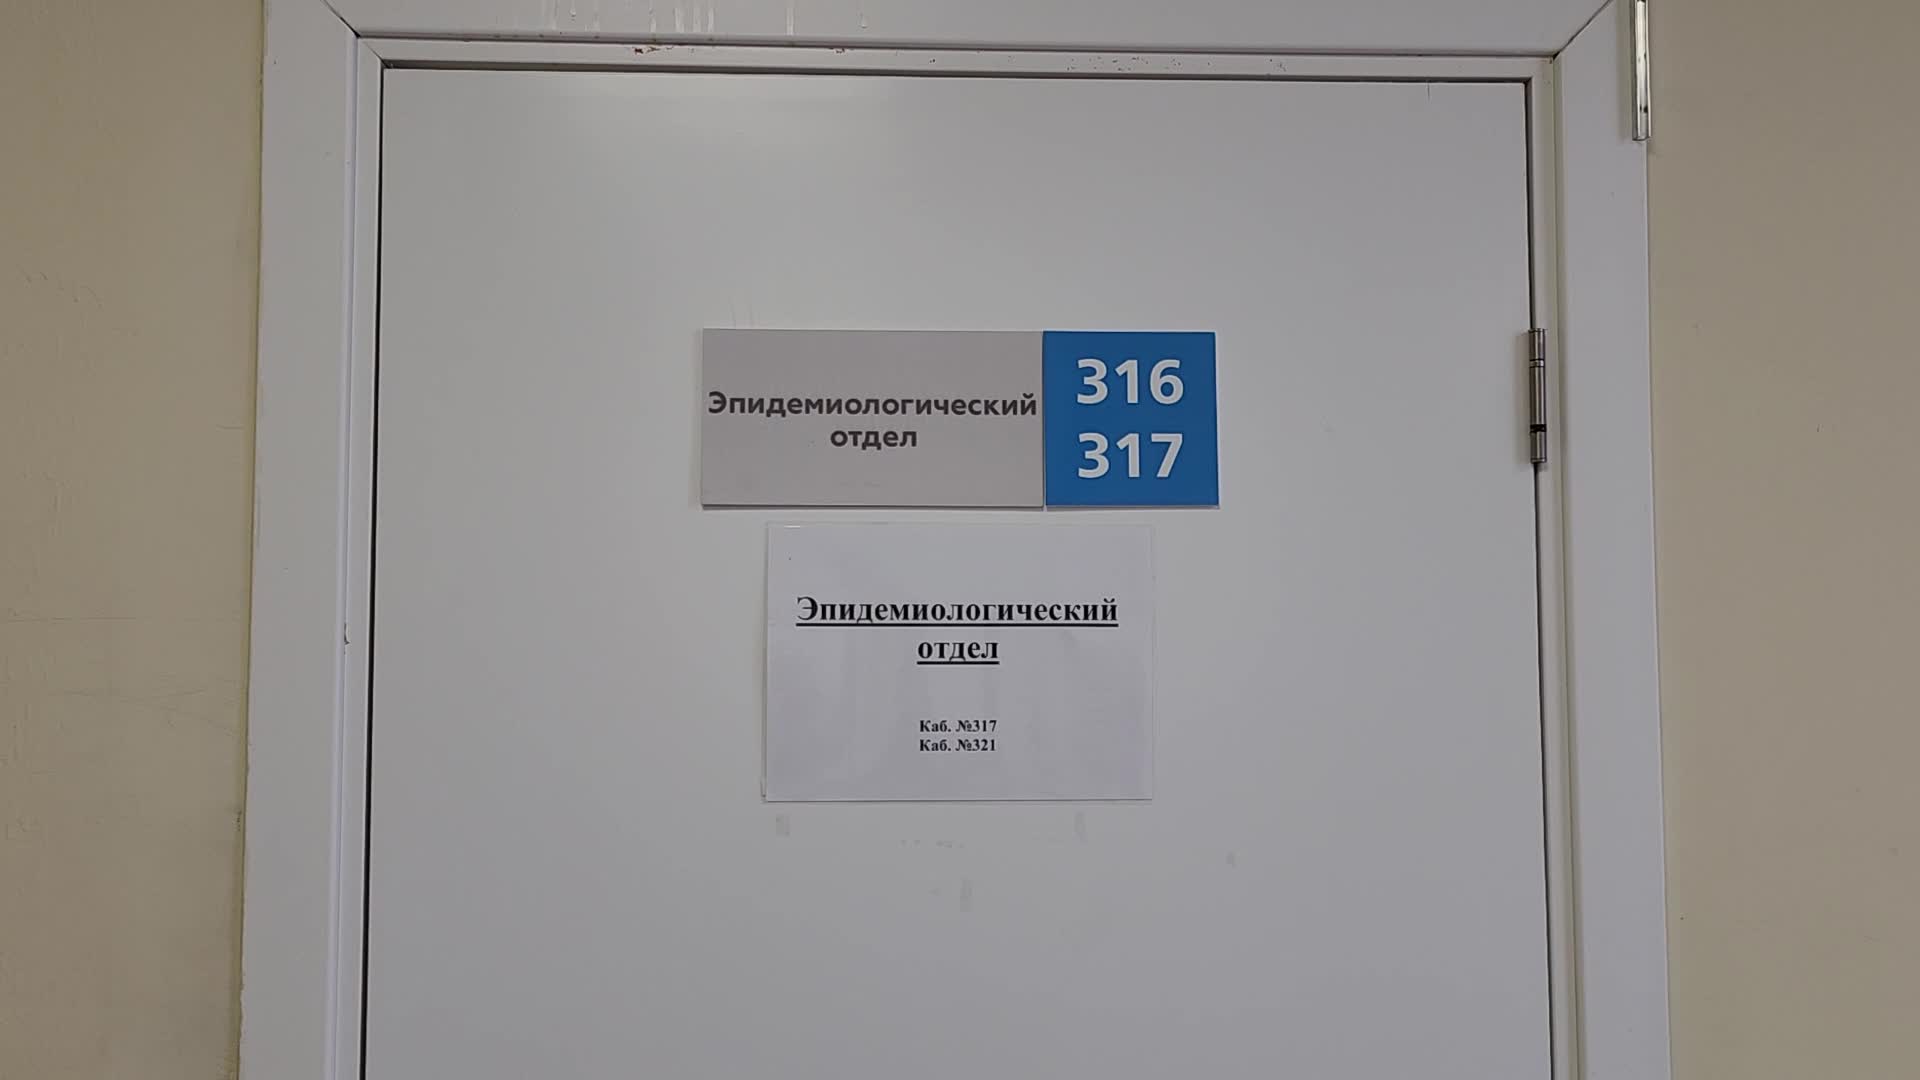 Эпидемиологический
отдел
316
317
Эпидемиологический
отдел
Каб. №317
Каб. №321